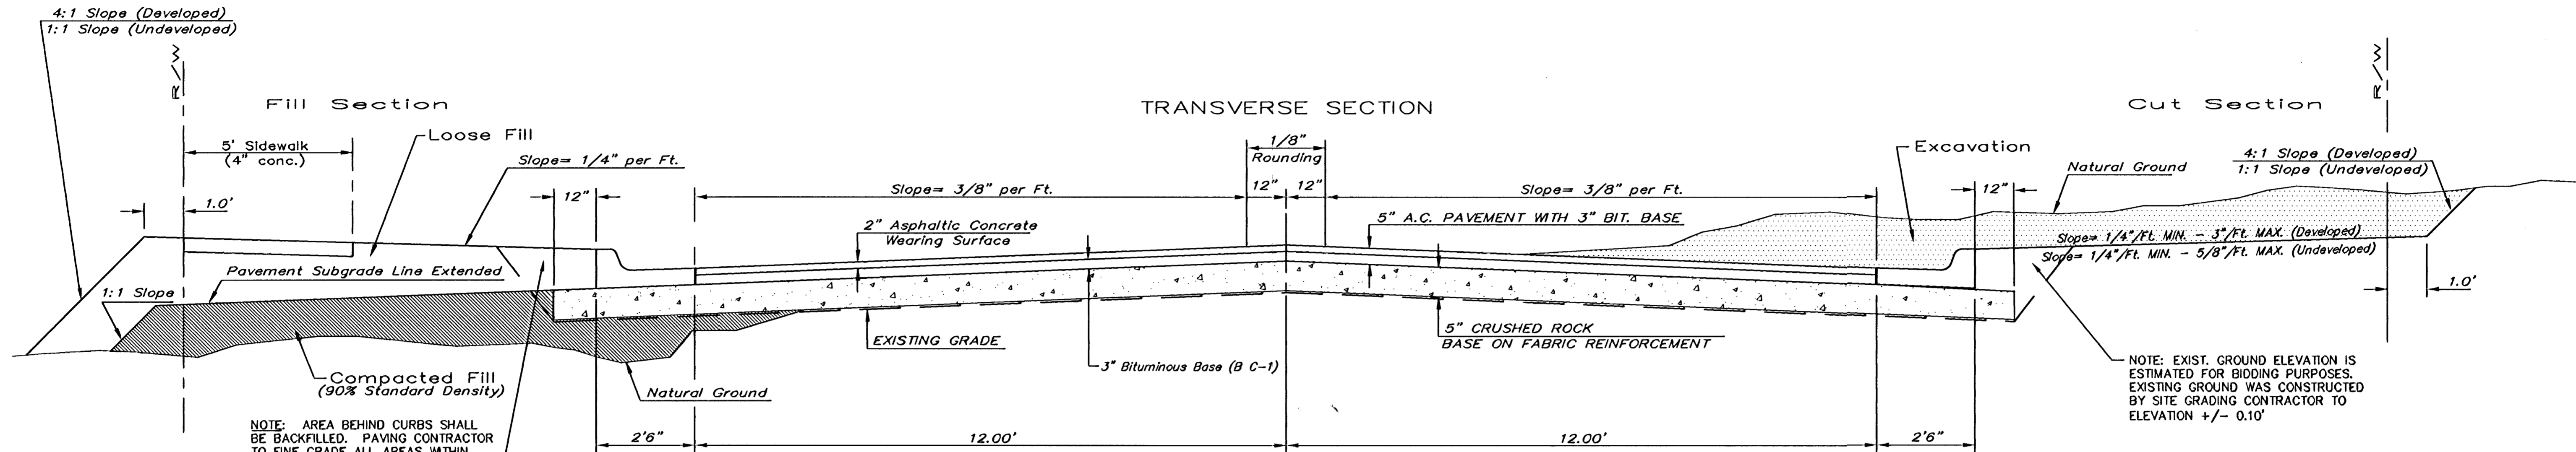 4:1 Slope (Developed)
1:1 Slope (Undeveloped)
R/W
Fill Section
Loose Fill
5' Sidewalk
(4" conc.)
Slope= 1/4" per Ft.
1.0'
12"
Pavement Subgrade Line Extended
1:1 Slope
Compacted Fill
(90% Standard Density)
NOTE: AREA BEHIND CURBS SHALL
BE BACKFILLED. PAVING CONTRACTOR
TO FINE GRADE ALL AREAS WITHIN
Natural Ground
TRANSVERSE SECTION
1/8"
Rounding
Slope= 3/8" per Ft.
12"
12"
Slope= 3/8" per Ft.
2" Asphaltic Concrete
Wearing Surface
5" A.C. PAVEMENT WITH 3" BIT. BASE
EXISTING GRADE
3" Bituminous Base (B C-1)
5" CRUSHED ROCK
BASE ON FABRIC REINFORCEMENT
2'6"
12.00'
12.00'
2'6"
Cut Section
R/W
Excavation
Natural Ground
4:1 Slope (Developed)
1:1 Slope (Undeveloped)
12"
Slope= 1/4"/Ft. MIN. - 3"/Ft. MAX. (Developed)
Slope= 1/4"/Ft. MIN. - 5/8"/Ft. MAX. (Undeveloped)
1.0'
NOTE: EXIST. GROUND ELEVATION IS
ESTIMATED FOR BIDDING PURPOSES.
EXISTING GROUND WAS CONSTRUCTED
BY SITE GRADING CONTRACTOR TO
ELEVATION +/- 0.10'